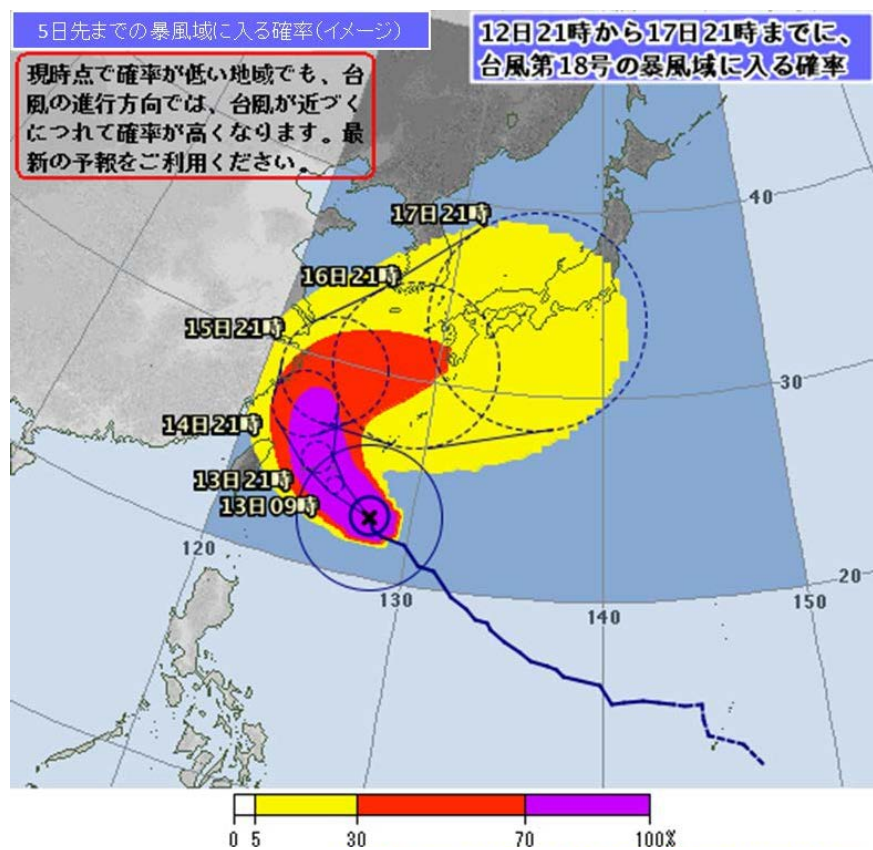 5日先までの暴風域に入る確率(イメージ)
12日21時から17日21時までに、
台風第18号の暴風域に入る確率
現時点で確率が低い地域でも、台
風の進行方向では、台風が近づく
につれて確率が高くなります。最
新の予報をご利用ください。
17日21時
40
16日21時
15日21時
30
14日21時
13日21時
13日09時
120
20
130
140
150
0 5 30 70 100%